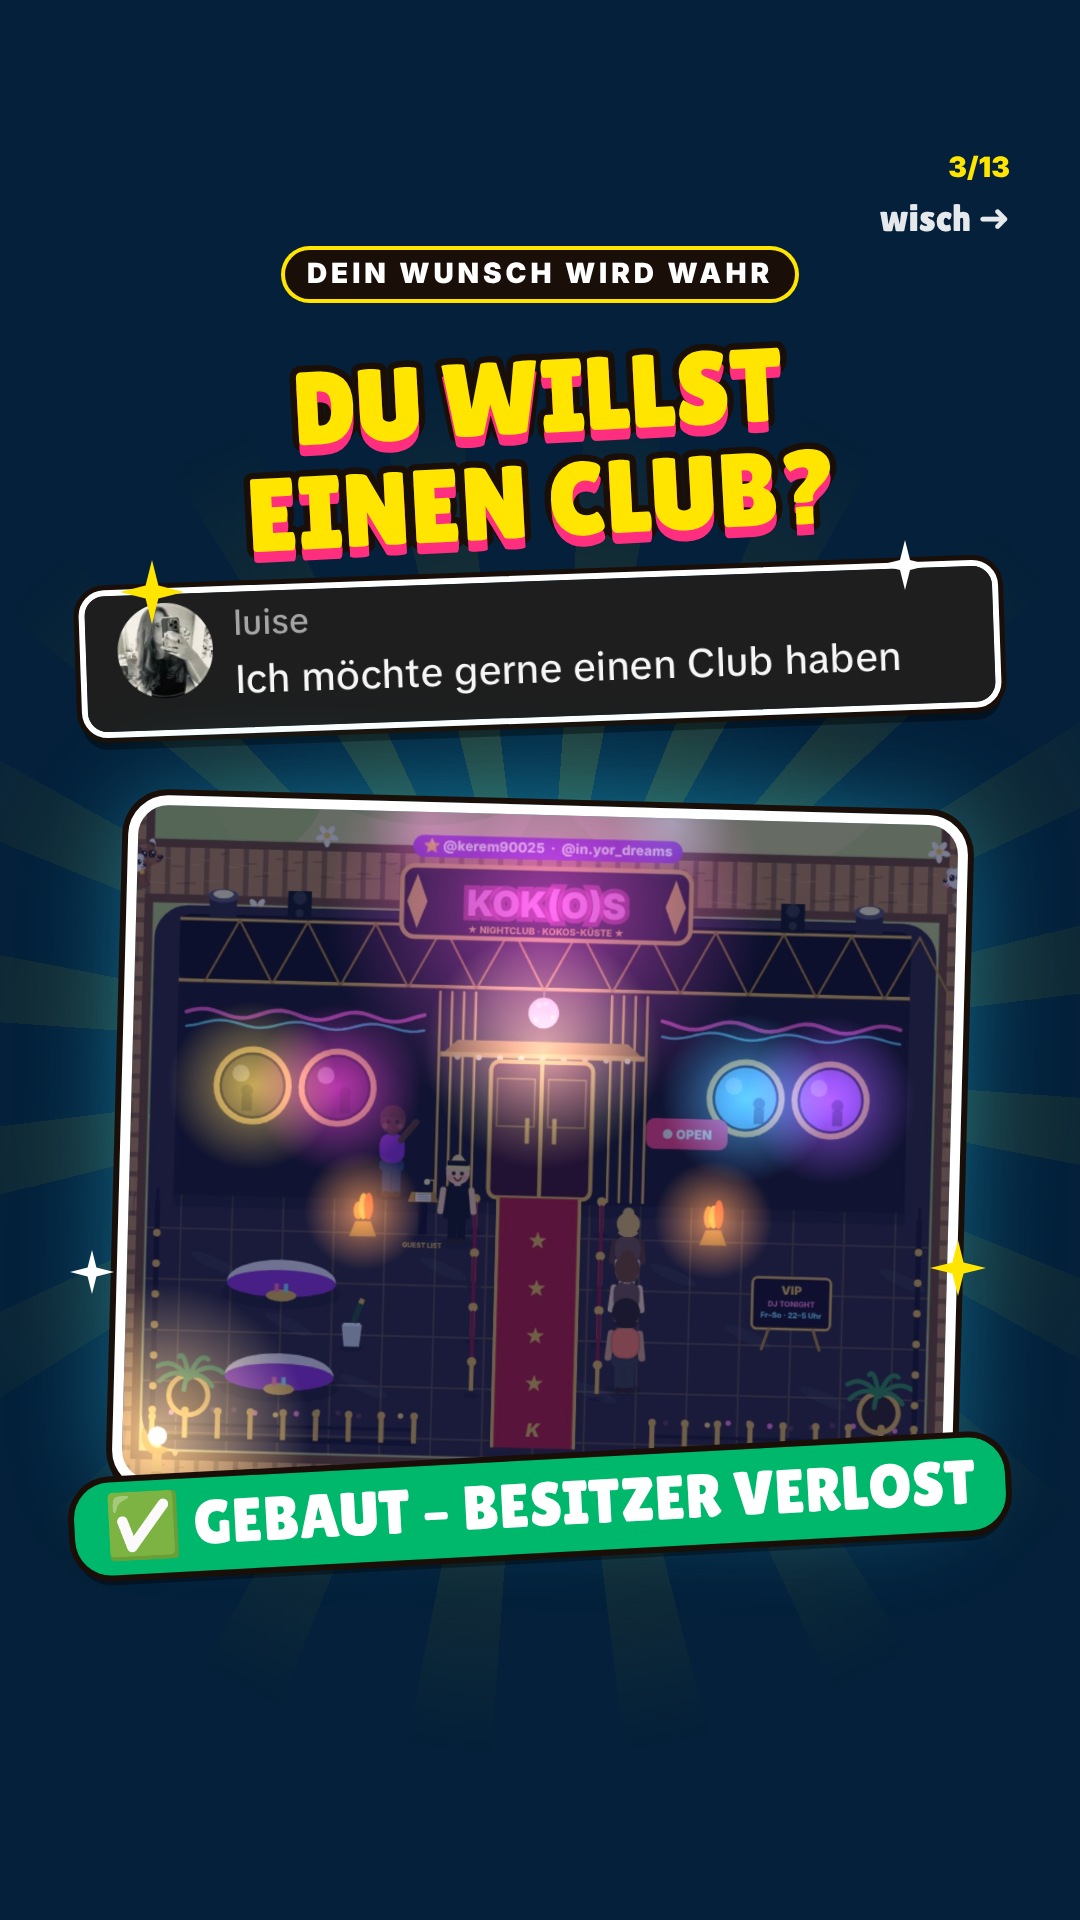 3/13
wisch →
DEIN WUNSCH WIRD WAHR
DU WILLST
EINEN CLUB?
luise
Ich möchte gerne einen Club haben
⭐ @kerem90025 · @in.yor_dreams
KOK(O)S
★ NIGHTCLUB · KOKOS-KÜSTE ★
OPEN
GUEST LIST
VIP
DJ TONIGHT
Fr-So · 22-5 Uhr
K
✅ GEBAUT – BESITZER VERLOST